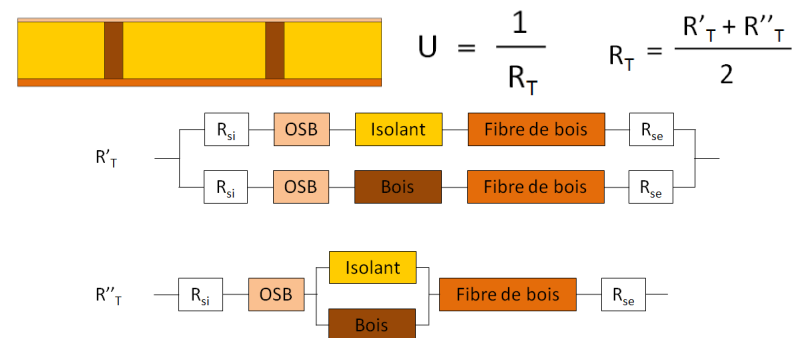 U = 1 / R_T
R_T = R'_T + R''_T / 2
R'_T
R_si OSB Isolant Fibre de bois R_se
R_si OSB Bois Fibre de bois R_se
Isolant
R''_T R_si OSB Fibre de bois R_se
Bois